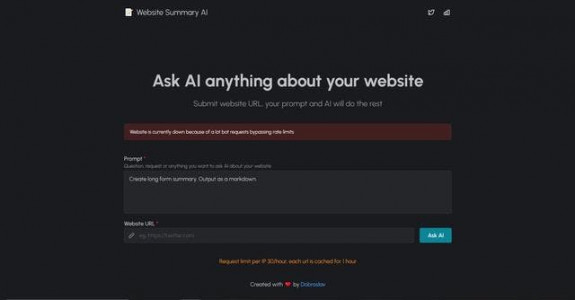 Website Summary AI
Ask AI anything about your website
Submit website URL, your prompt and AI will do the rest
Website is currently down because of a lot bot requests bypassing rate limits
Prompt *
Question, request or anything you want to ask AI about your website
Create long form summary. Output as a markdown.
Website URL *
eg. https://twitter.com
Ask AI
Request limit per IP 30/hour, each url is cached for 1 hour
Created with ❤️ by Dobroslav